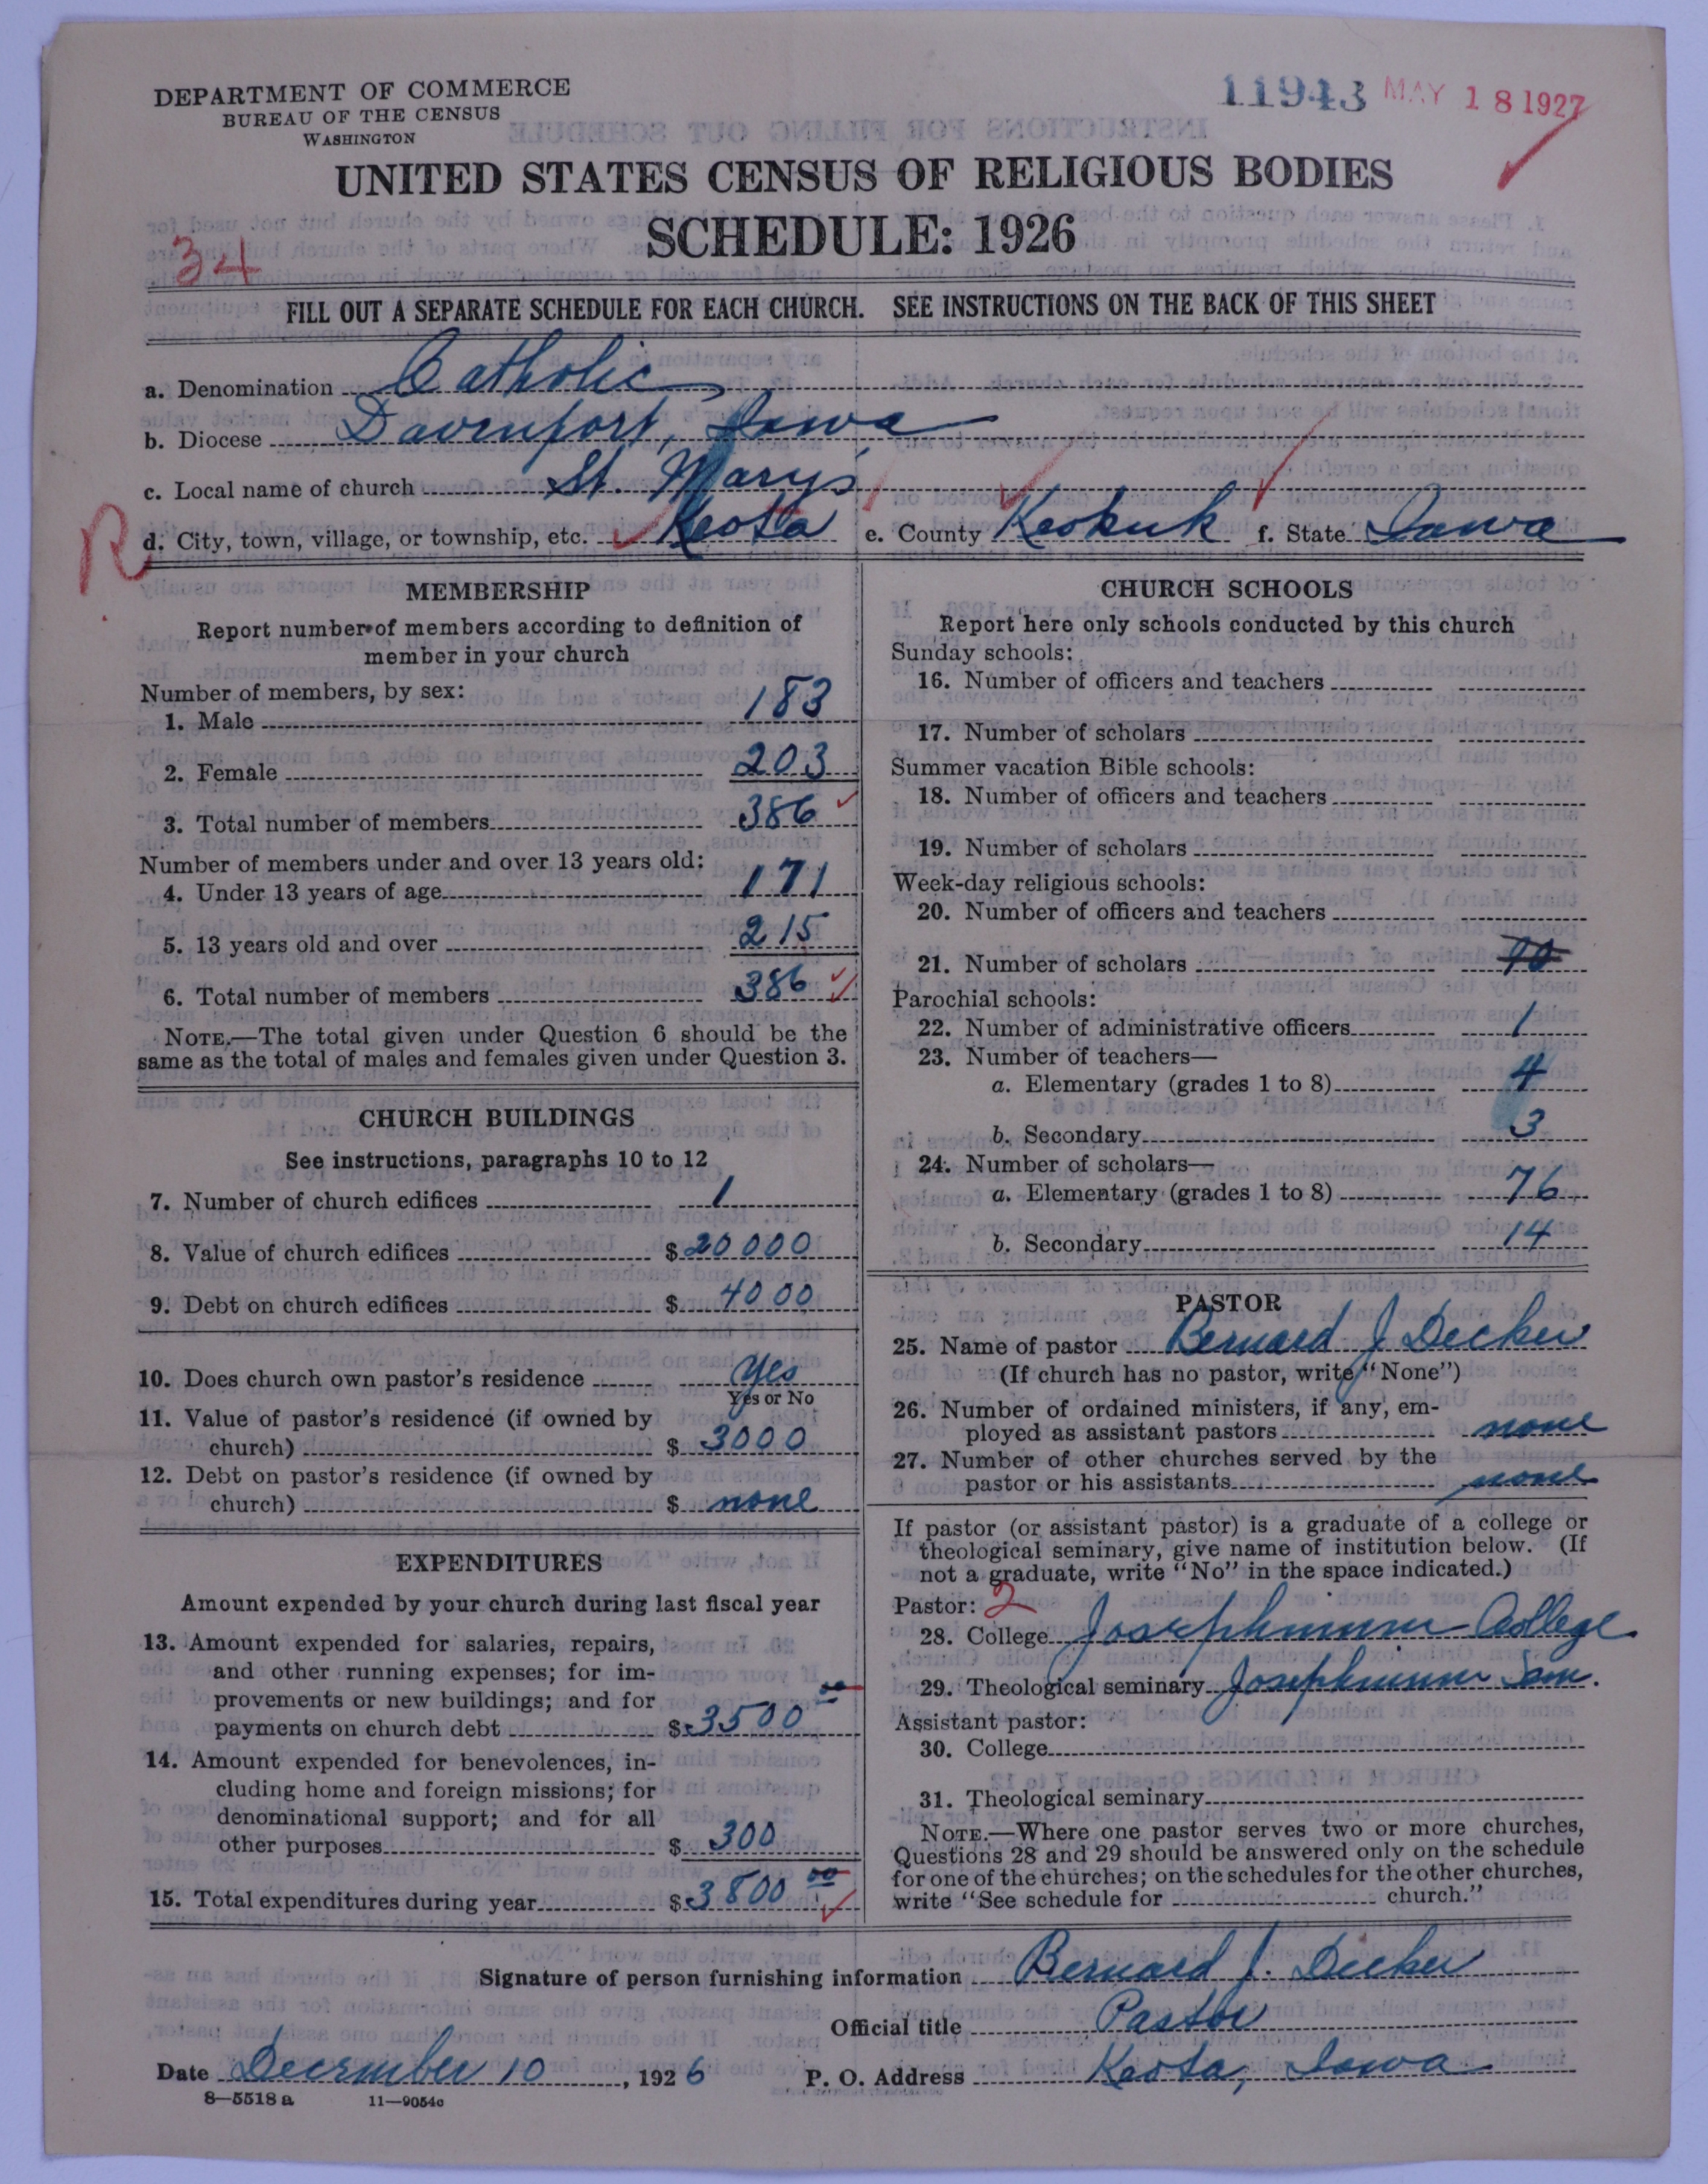 DEPARTMENT OF COMMERCE
BUREAU OF THE CENSUS
WASHINGTON
11943 MAY 18 1927
UNITED STATES CENSUS OF RELIGIOUS BODIES
SCHEDULE: 1926
34
FILL OUT A SEPARATE SCHEDULE FOR EACH CHURCH. SEE INSTRUCTIONS ON THE BACK OF THIS SHEET
a. Denomination Catholic
b. Diocese Davenport, Iowa
c. Local name of church St. Mary's
R
d. City, town, village, or township, etc. Keota e. County Keokuk f. State Iowa
MEMBERSHIP
Report number of members according to definition of
member in your church
Number of members, by sex:
1. Male 183
2. Female 203
3. Total number of members 386
Number of members under and over 13 years old:
4. Under 13 years of age 171
5. 13 years old and over 215
6. Total number of members 386
NOTE.—The total given under Question 6 should be the
same as the total of males and females given under Question 3.
CHURCH BUILDINGS
See instructions, paragraphs 10 to 12
7. Number of church edifices 1
8. Value of church edifices $20000
9. Debt on church edifices $4000
10. Does church own pastor's residence Yes
Yes or No
11. Value of pastor's residence (if owned by
church) $3000
12. Debt on pastor's residence (if owned by
church) $none
EXPENDITURES
Amount expended by your church during last fiscal year
13. Amount expended for salaries, repairs,
and other running expenses; for im-
provements or new buildings; and for
payments on church debt $3500 00
14. Amount expended for benevolences, in-
cluding home and foreign missions; for
denominational support; and for all
other purposes $300
15. Total expenditures during year $3800 00
CHURCH SCHOOLS
Report here only schools conducted by this church
Sunday schools:
16. Number of officers and teachers
17. Number of scholars
Summer vacation Bible schools:
18. Number of officers and teachers
19. Number of scholars
Week-day religious schools:
20. Number of officers and teachers
21. Number of scholars 90
Parochial schools:
22. Number of administrative officers 1
23. Number of teachers—
a. Elementary (grades 1 to 8) 4
b. Secondary 3
24. Number of scholars—
a. Elementary (grades 1 to 8) 76
b. Secondary 14
PASTOR
25. Name of pastor Bernard J Decker
(If church has no pastor, write "None")
26. Number of ordained ministers, if any, em-
ployed as assistant pastors none
27. Number of other churches served by the
pastor or his assistants none
If pastor (or assistant pastor) is a graduate of a college or
theological seminary, give name of institution below. (If
not a graduate, write "No" in the space indicated.)
Pastor: 2
28. College Josephinum College
29. Theological seminary Josephinum Sem.
Assistant pastor:
30. College
31. Theological seminary
NOTE.—Where one pastor serves two or more churches,
Questions 28 and 29 should be answered only on the schedule
for one of the churches; on the schedules for the other churches,
write "See schedule for church."
Signature of person furnishing information Bernard J. Decker
Official title Pastor
Date December 10, 1926 P. O. Address Keota, Iowa
8—5518 a 11—9054c